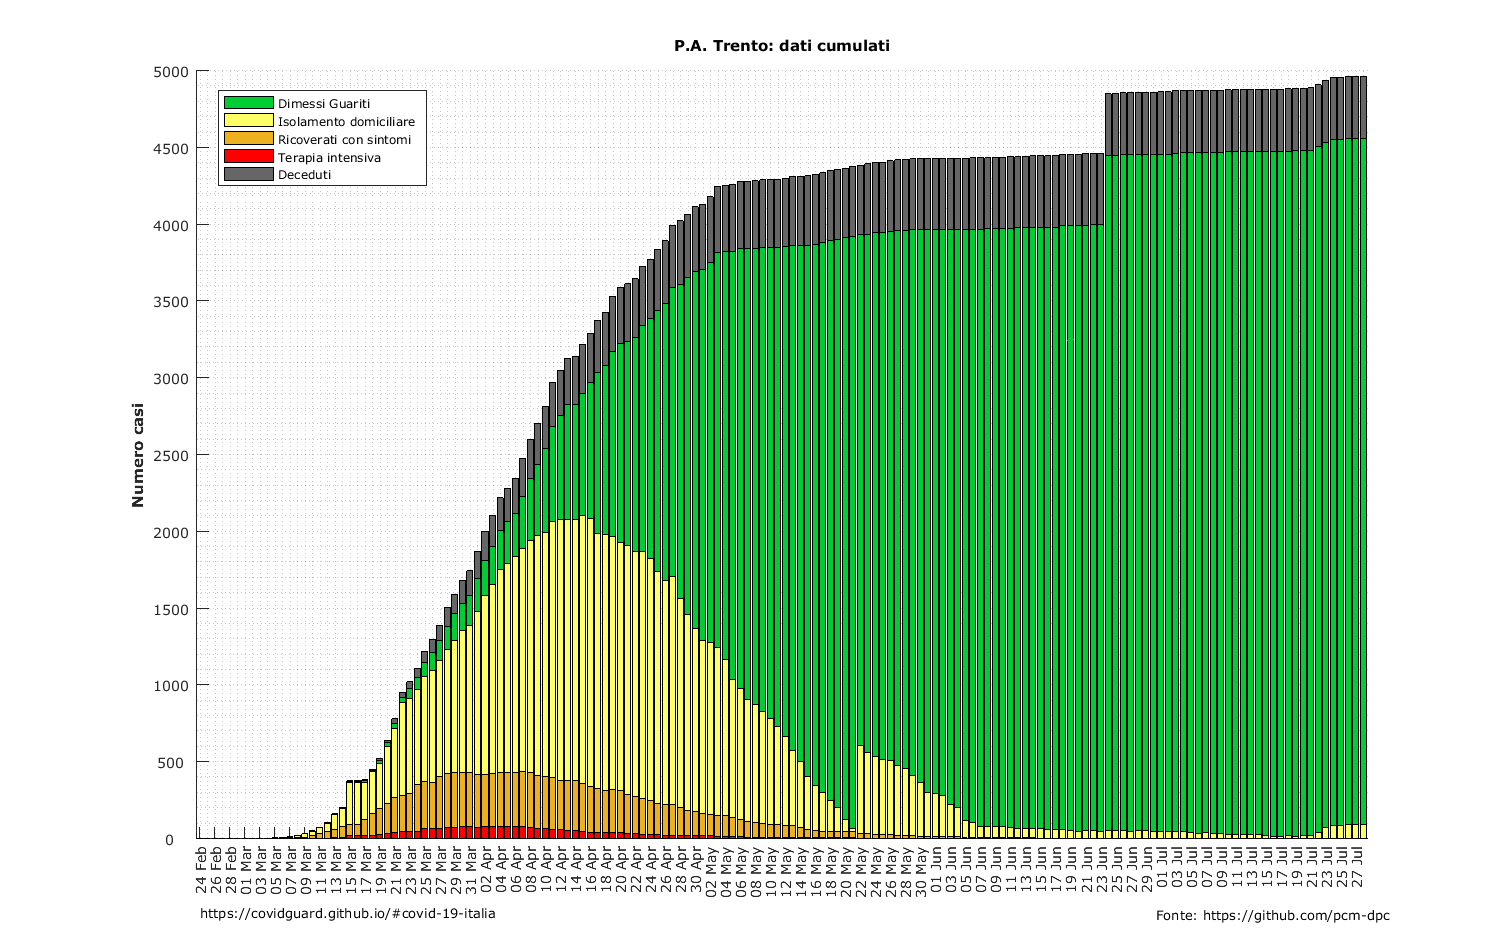 P.A. Trento: dati cumulati
5000
4500
4000
3500
3000
2500
2000
1500
1000
500
0
Numero casi
Dimessi Guariti
Isolamento domiciliare
Ricoverati con sintomi
Terapia intensiva
Deceduti
24 Feb
26 Feb
28 Feb
01 Mar
03 Mar
05 Mar
07 Mar
09 Mar
11 Mar
13 Mar
15 Mar
17 Mar
19 Mar
21 Mar
23 Mar
25 Mar
27 Mar
29 Mar
31 Mar
02 Apr
04 Apr
06 Apr
08 Apr
10 Apr
12 Apr
14 Apr
16 Apr
18 Apr
20 Apr
22 Apr
24 Apr
26 Apr
28 Apr
30 Apr
02 May
04 May
06 May
08 May
10 May
12 May
14 May
16 May
18 May
20 May
22 May
24 May
26 May
28 May
30 May
01 Jun
03 Jun
05 Jun
07 Jun
09 Jun
11 Jun
13 Jun
15 Jun
17 Jun
19 Jun
21 Jun
23 Jun
25 Jun
27 Jun
29 Jun
01 Jul
03 Jul
05 Jul
07 Jul
09 Jul
11 Jul
13 Jul
15 Jul
17 Jul
19 Jul
21 Jul
23 Jul
25 Jul
27 Jul
https://covidguard.github.io/#covid-19-italia
Fonte: https://github.com/pcm-dpc